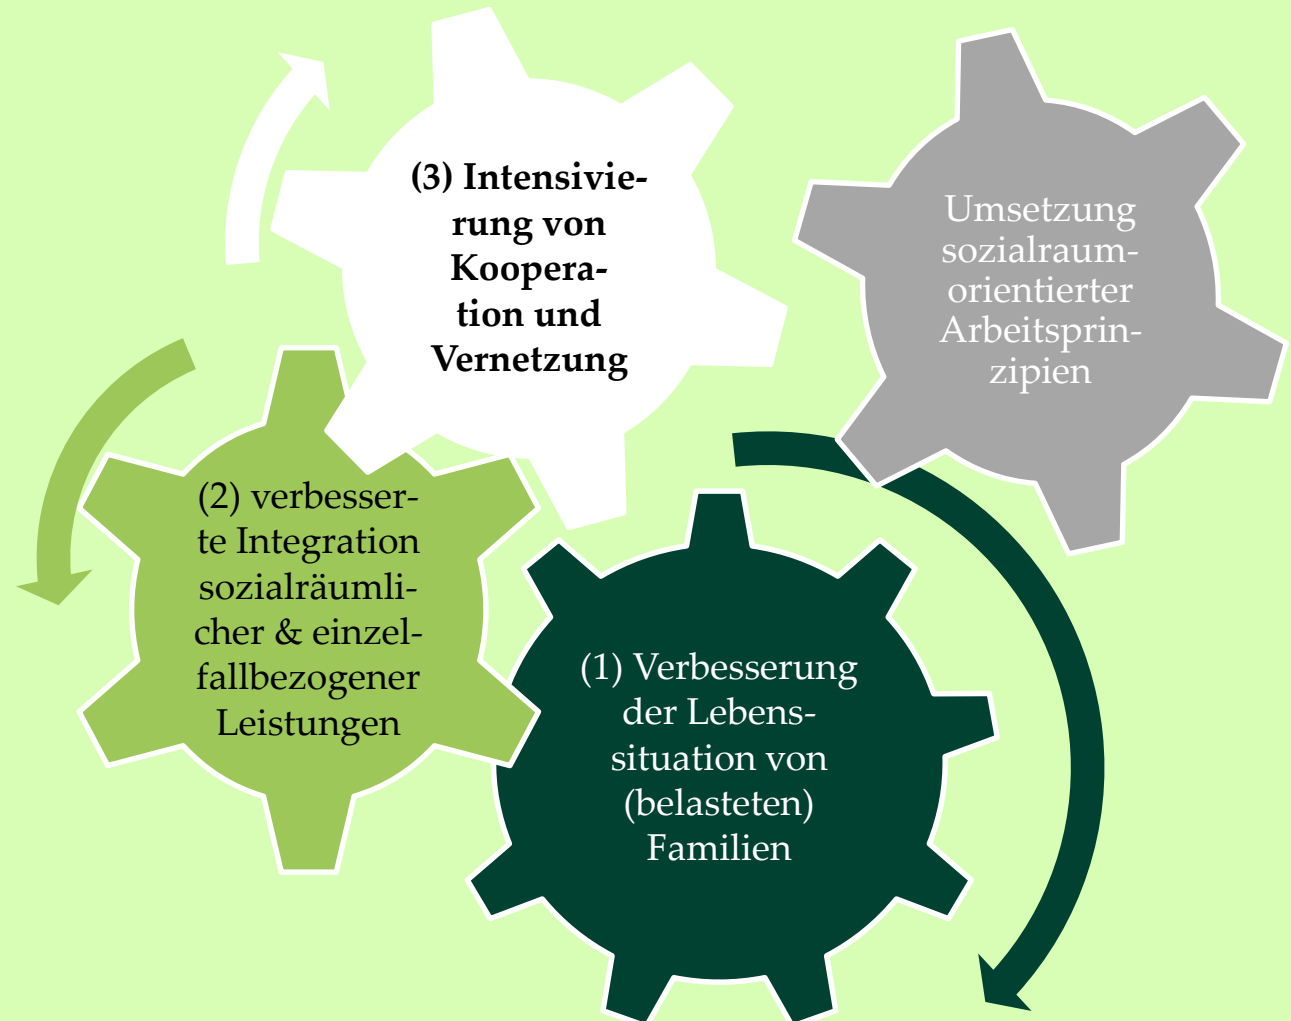 (3) Intensivie-
rung von
Koopera-
tion und
Vernetzung
Umsetzung
sozialraum-
orientierter
Arbeitsprin-
zipien
(2) verbesser-
te Integration
sozialräumli-
cher & einzel-
fallbezogener
Leistungen
(1) Verbesserung
der Lebens-
situation von
(belasteten)
Familien